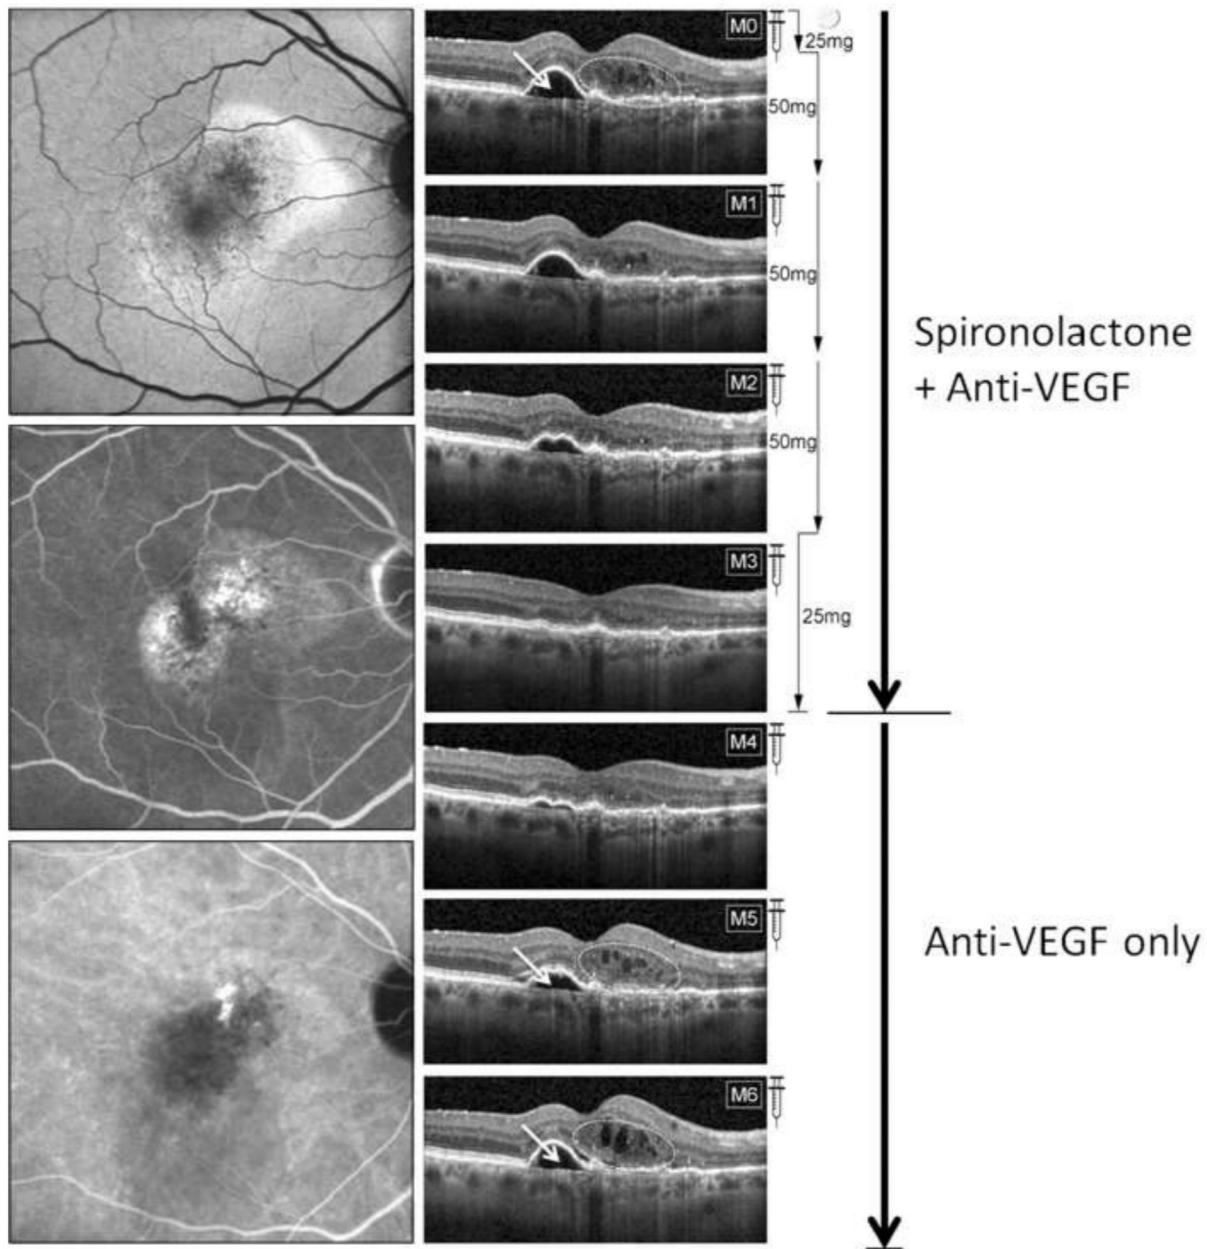 M0
25mg
50mg
M1
50mg
M2
50mg
M3
25mg
Spironolactone
+ Anti-VEGF
M4
M5
Anti-VEGF only
M6